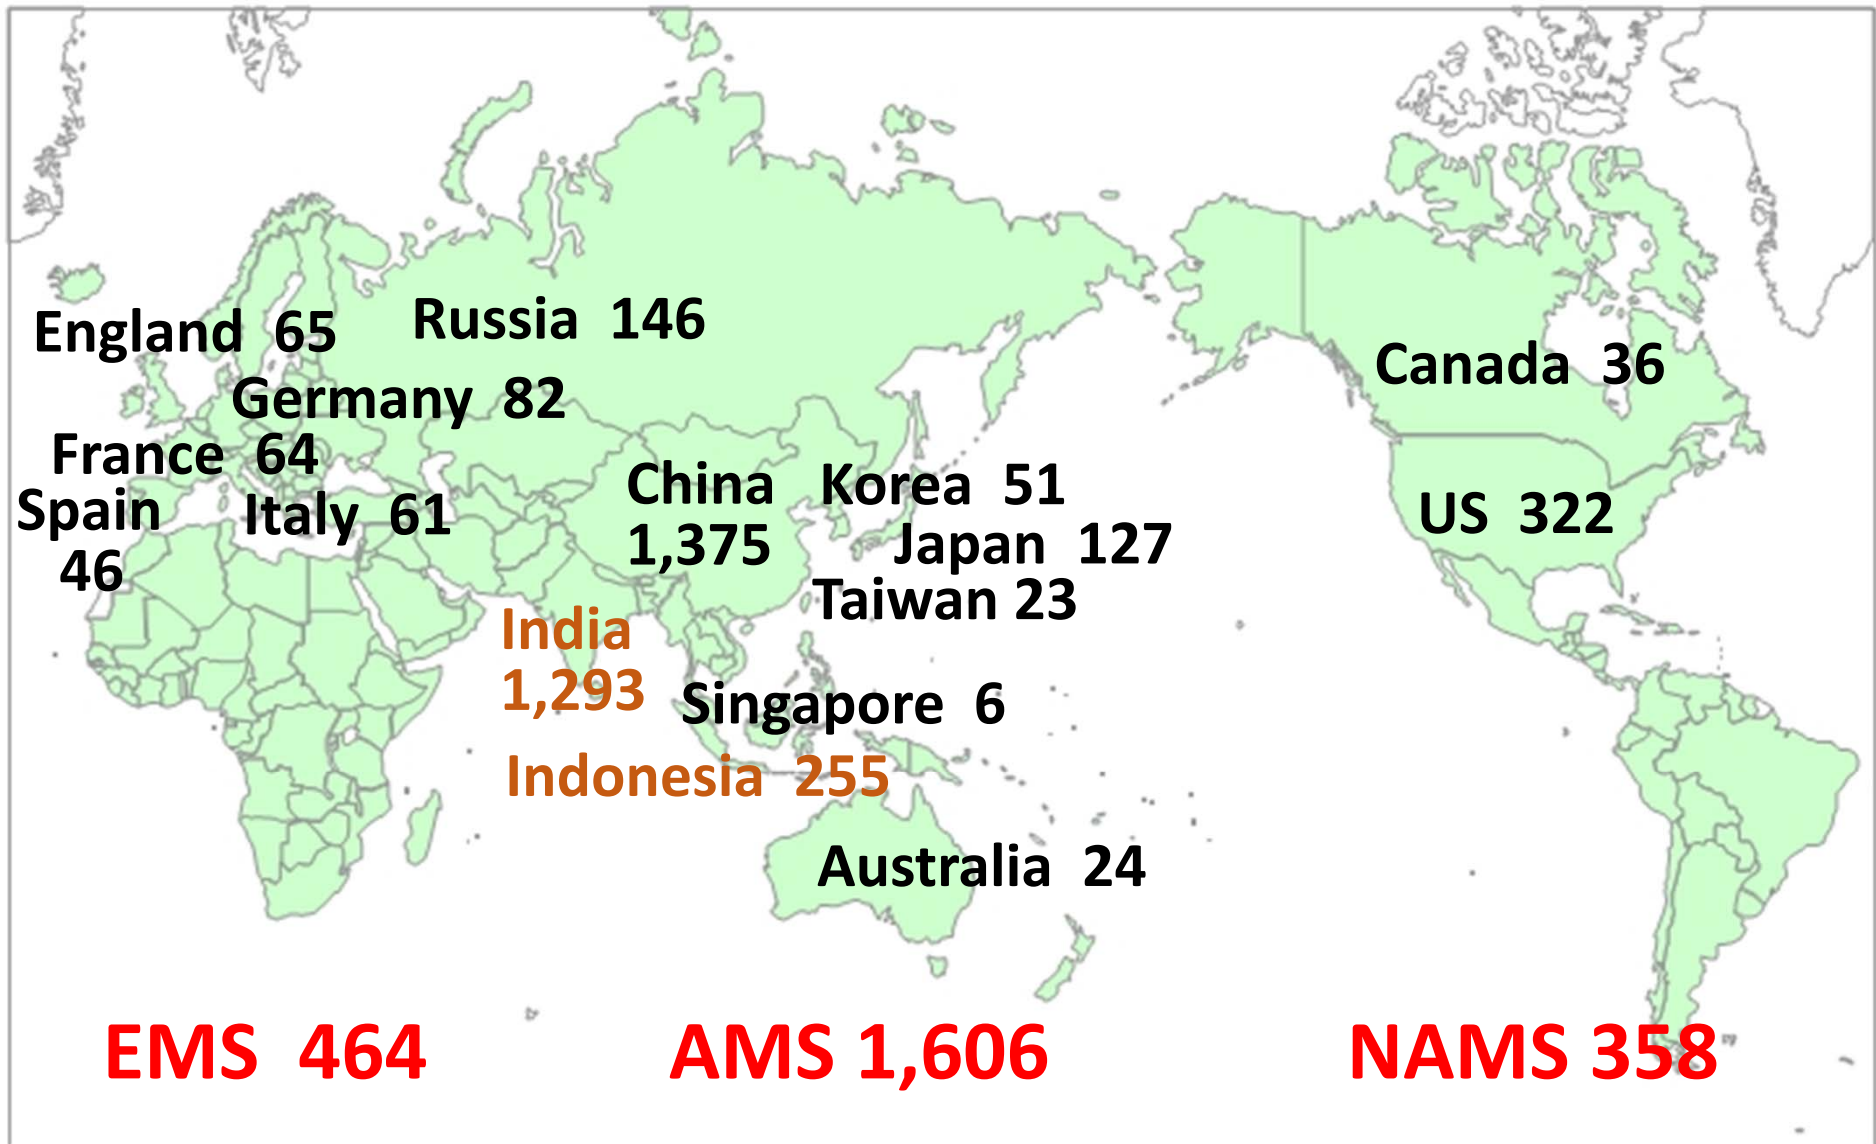 England 65
Russia 146
Germany 82
France 64
Spain
46
Italy 61
China
1,375
Korea 51
Japan 127
Taiwan 23
India
1,293
Singapore 6
Indonesia 255
Australia 24
Canada 36
US 322
EMS 464
AMS 1,606
NAMS 358